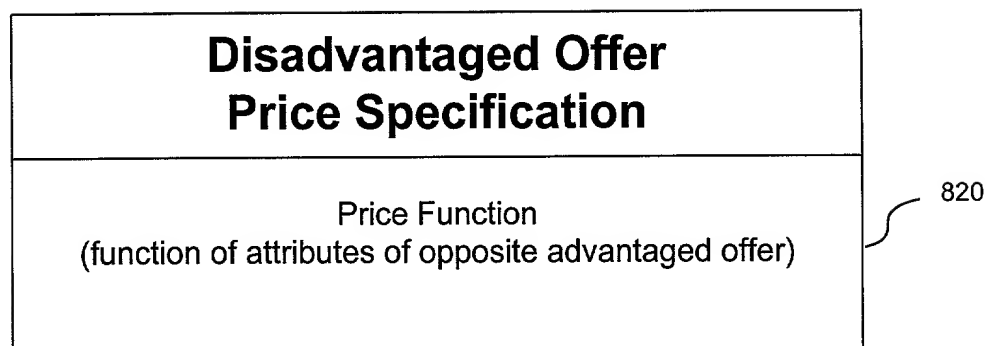 Disadvantaged Offer
Price Specification
Price Function
(function of attributes of opposite advantaged offer)
820